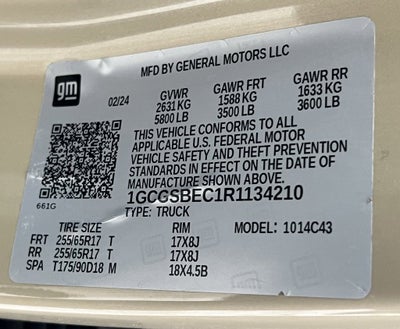 gm
MFD BY GENERAL MOTORS LLC
02/24 GVWR GAWR FRT GAWR RR
2631 KG 1588 KG 1633 KG
5800 LB 3500 LB 3600 LB
THIS VEHICLE CONFORMS TO ALL
APPLICABLE U.S. FEDERAL MOTOR
VEHICLE SAFETY AND THEFT PREVENTION
STANDARDS IN EFFECT ON THE DATE OF
MANUFACTURE SHOWN ABOVE.
661G 1GCGSBEC1R1134210
TYPE: TRUCK
TIRE SIZE RIM MODEL: 1014C43
FRT 255/65R17 T 17X8J
RR 255/65R17 T 17X8J
SPA T175/90D18 M 18X4.5B